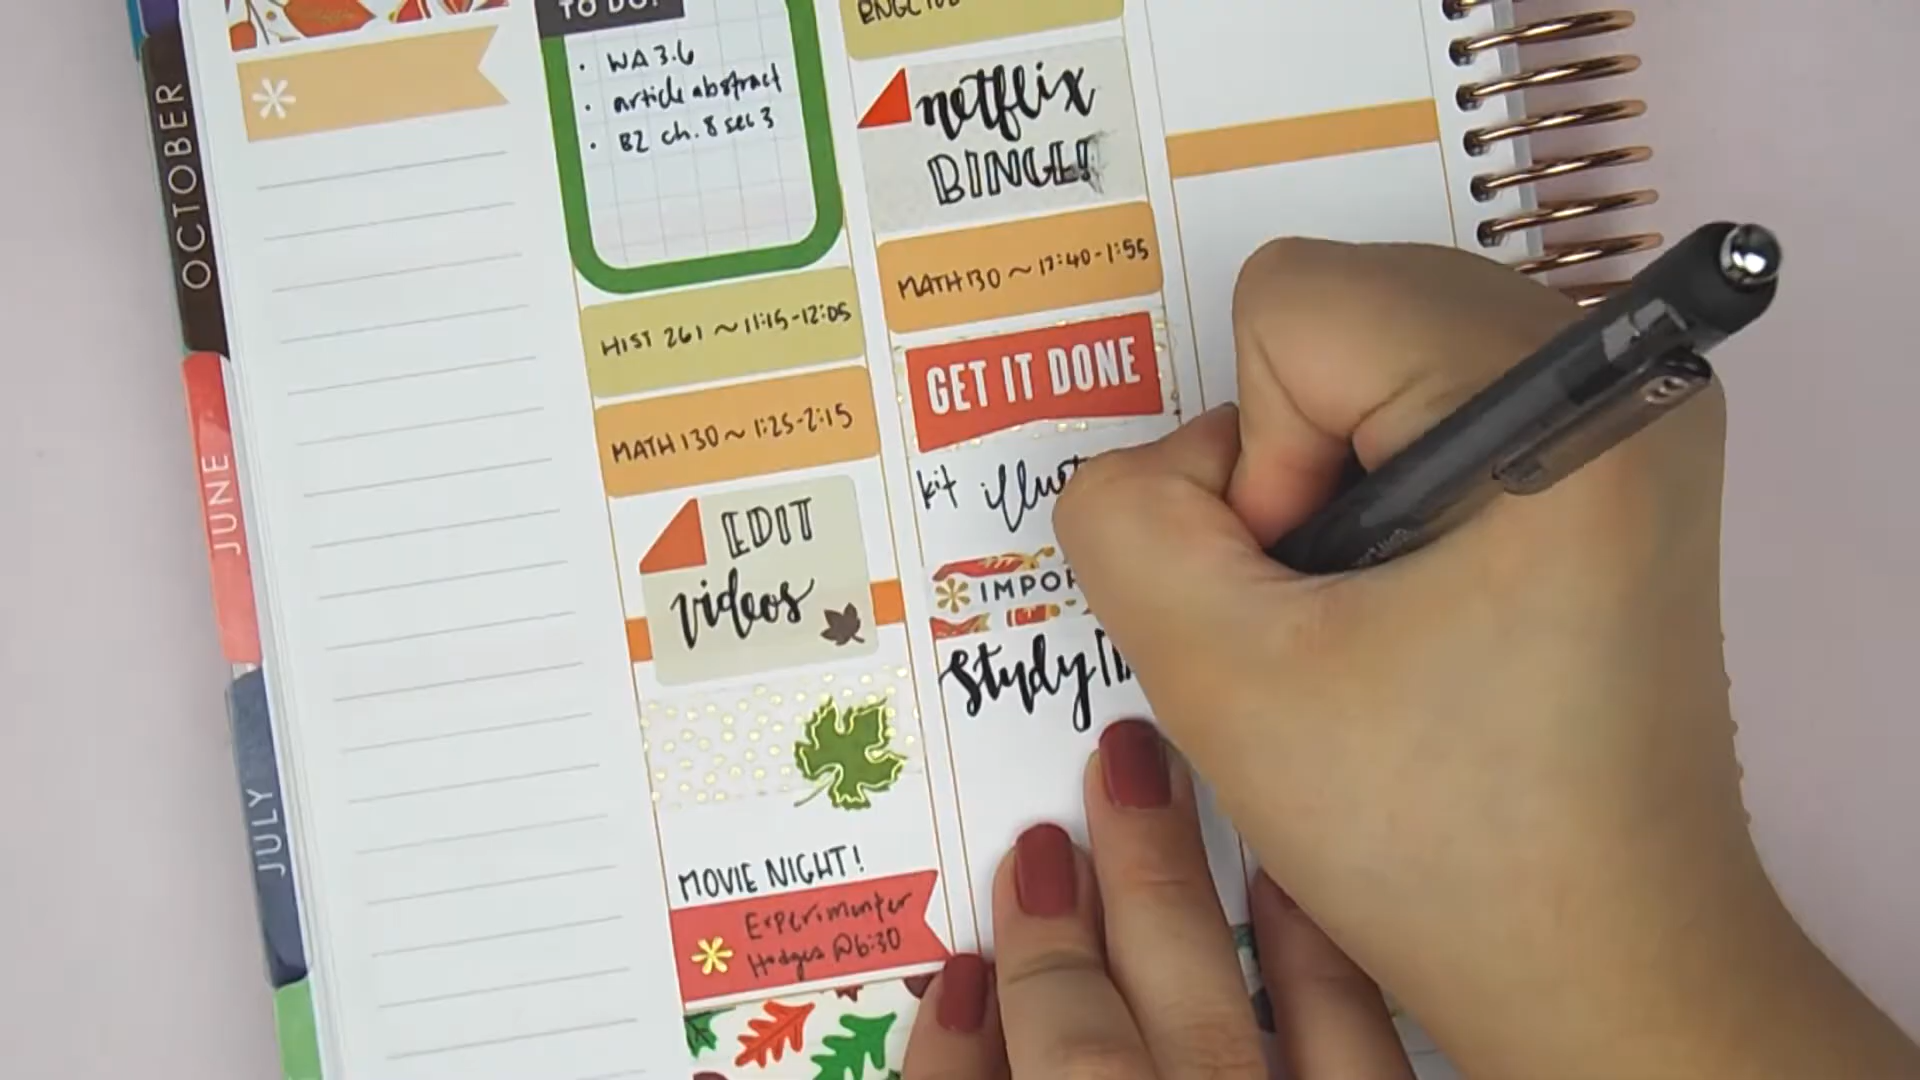 OCTOBER
JUNE
JULY
TO DO:
• WA 3.6
• article abstract
• BZ ch. 8 sec 3
HIST 261 ~ 11:15-12:05
MATH 130 ~ 1:25-2:15
EDIT
videos
MOVIE NIGHT!
Experimenter
Hodges @6:30
netflix
BINGE!
MATH 130 ~ 12:40-1:55
GET IT DONE
kit
Study